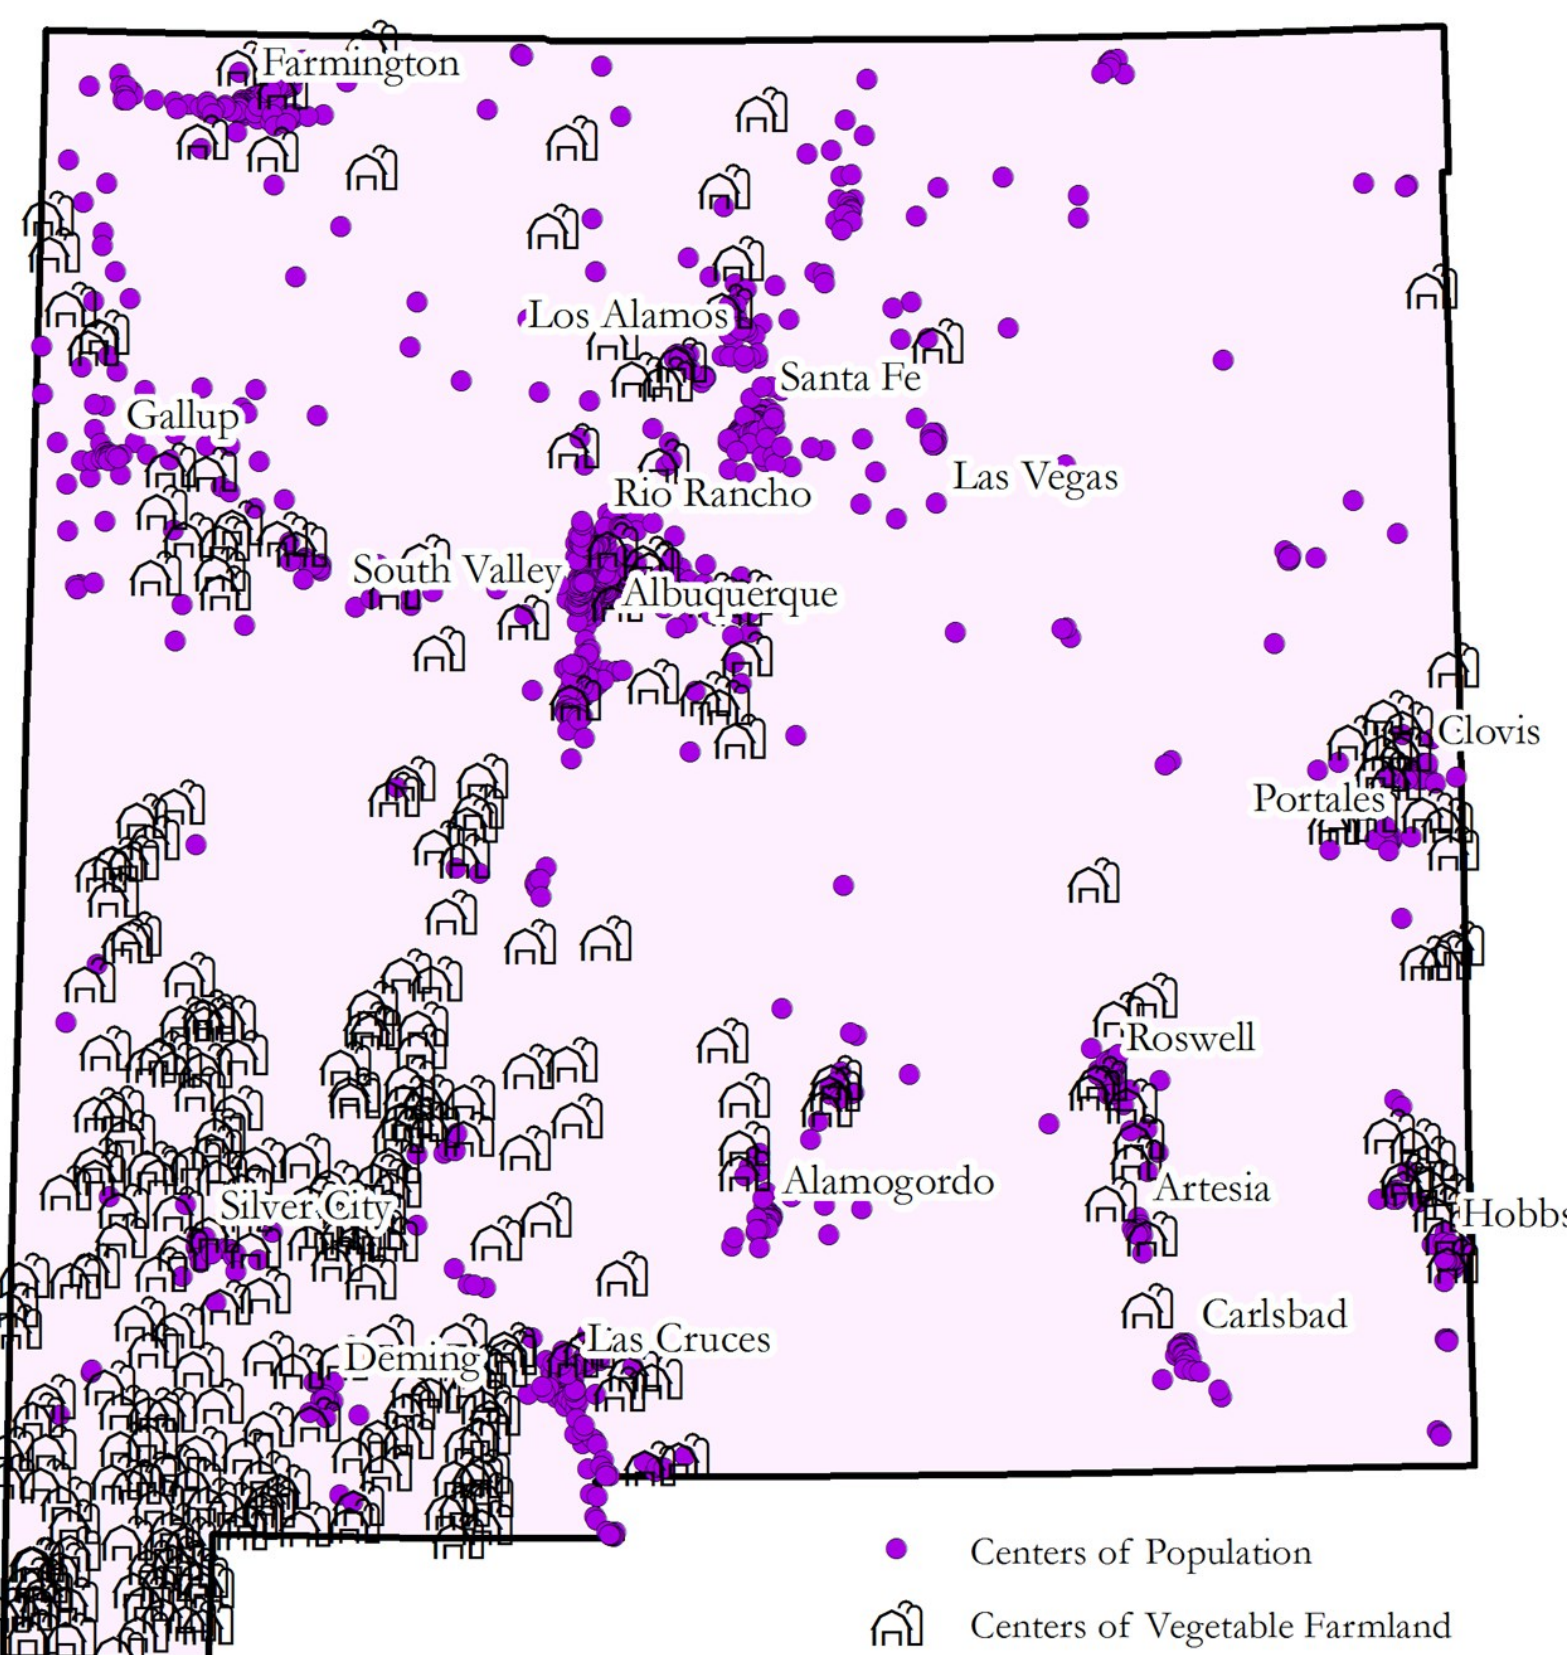 Farmington
Los Alamos
Santa Fe
Gallup
Las Vegas
Rio Rancho
South Valley
Albuquerque
Clovis
Portales
Roswell
Alamogordo
Artesia
Silver City
Hobbs
Carlsbad
Las Cruces
Deming
Centers of Population
Centers of Vegetable Farmland